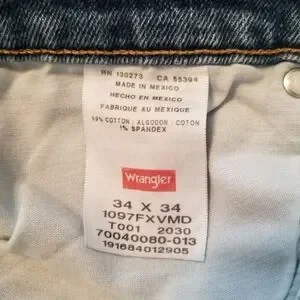 RN 130273 CA 55394
MADE IN MEXICO
HECHO EN MEXICO
FABRIQUE AU MEXIQUE
99% COTTON / ALGODON / COTON
1% SPANDEX
Wrangler
34 X 34
1097FXVMD
T001 2030
70040080-013
191684012905